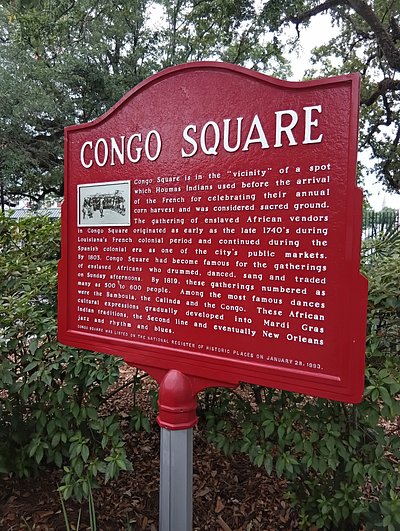 CONGO SQUARE
Congo Square is in the "vicinity" of a spot
which Houmas Indians used before the arrival
of the French for celebrating their annual
corn harvest and was considered sacred ground.
The gathering of enslaved African vendors
in Congo Square originated as early as the late 1740's during
Louisiana's French colonial period and continued during the
Spanish colonial era as one of the city's public markets.
By 1803, Congo Square had become famous for the gatherings
of enslaved Africans who drummed, danced, sang and traded
on Sunday afternoons. By 1819, these gatherings numbered as
many as 500 to 600 people. Among the most famous dances
were the Bamboula, the Calinda and the Congo. These African
cultural expressions gradually developed into Mardi Gras
Indian traditions, the Second line and eventually New Orleans
jazz and rhythm and blues.
CONGO SQUARE WAS LISTED ON THE NATIONAL REGISTER OF HISTORIC PLACES ON JANUARY 28, 1993.